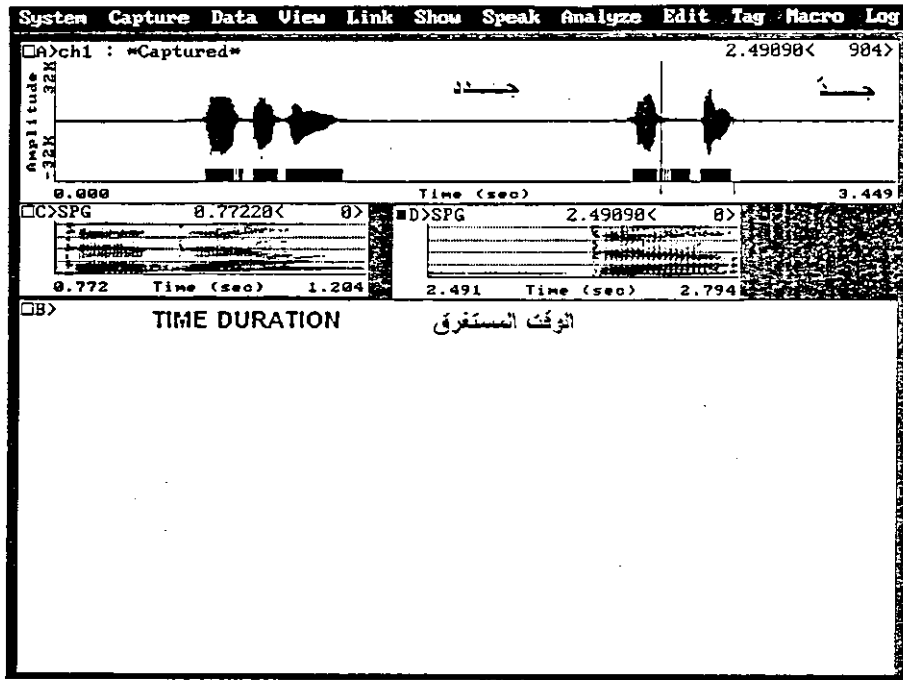 System Capture Data View Link Show Speak Analyze Edit Tag Macro Log
A>ch1 : *Captured* 2.49090< 904>
جـــدد
Amplitude
32K
-32K
0.000 Time (sec) 3.449
C>SPG 0.77220< 0>
0.772 Time (sec) 1.204
D>SPG 2.49090< 0>
2.491 Time (sec) 2.794
B>
TIME DURATION الوقت المستغرق